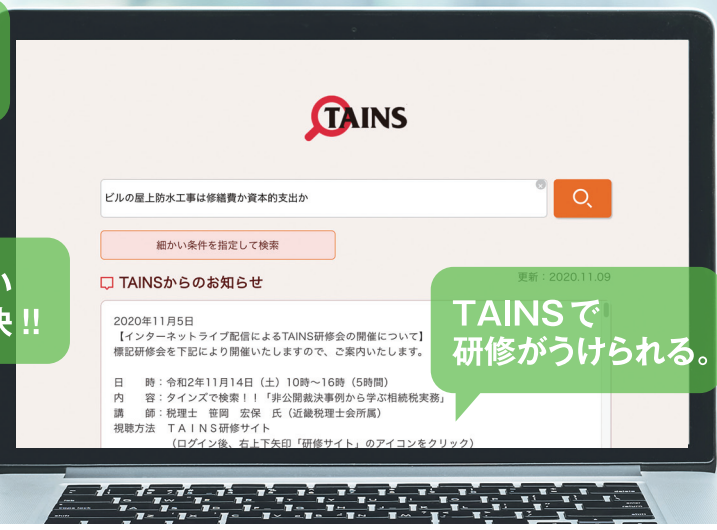 TAINS
ビルの屋上防水工事は修繕費か資本的支出か
細かい条件を指定して検索
TAINSからのお知らせ
更新：2020.11.09
い
決!!
TAINSで
研修がうけられる。
2020年11月5日
【インターネットライブ配信によるTAINS研修会の開催について】
標記研修会を下記により開催いたしますので、ご案内いたします。
日　　時：令和2年11月14日（土）10時〜16時（5時間）
内　　容：タインズで検索！！「非公開裁決事例から学ぶ相続税実務」
講　　師：税理士　笹岡　宏保　氏（近畿税理士会所属）
視聴方法　ＴＡＩＮＳ研修サイト
（ログイン後、右上下矢印「研修サイト」のアイコンをクリック）